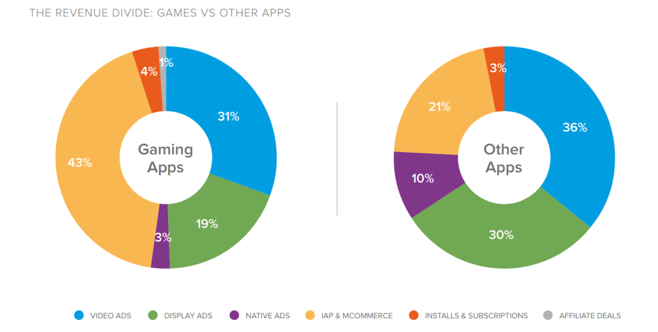 THE REVENUE DIVIDE: GAMES VS OTHER APPS
4%
1%
31%
43%
19%
3%
Gaming
Apps
3%
36%
21%
10%
30%
Other
Apps
VIDEO ADS
DISPLAY ADS
NATIVE ADS
IAP & MCOMMERCE
INSTALLS & SUBSCRIPTIONS
AFFILIATE DEALS